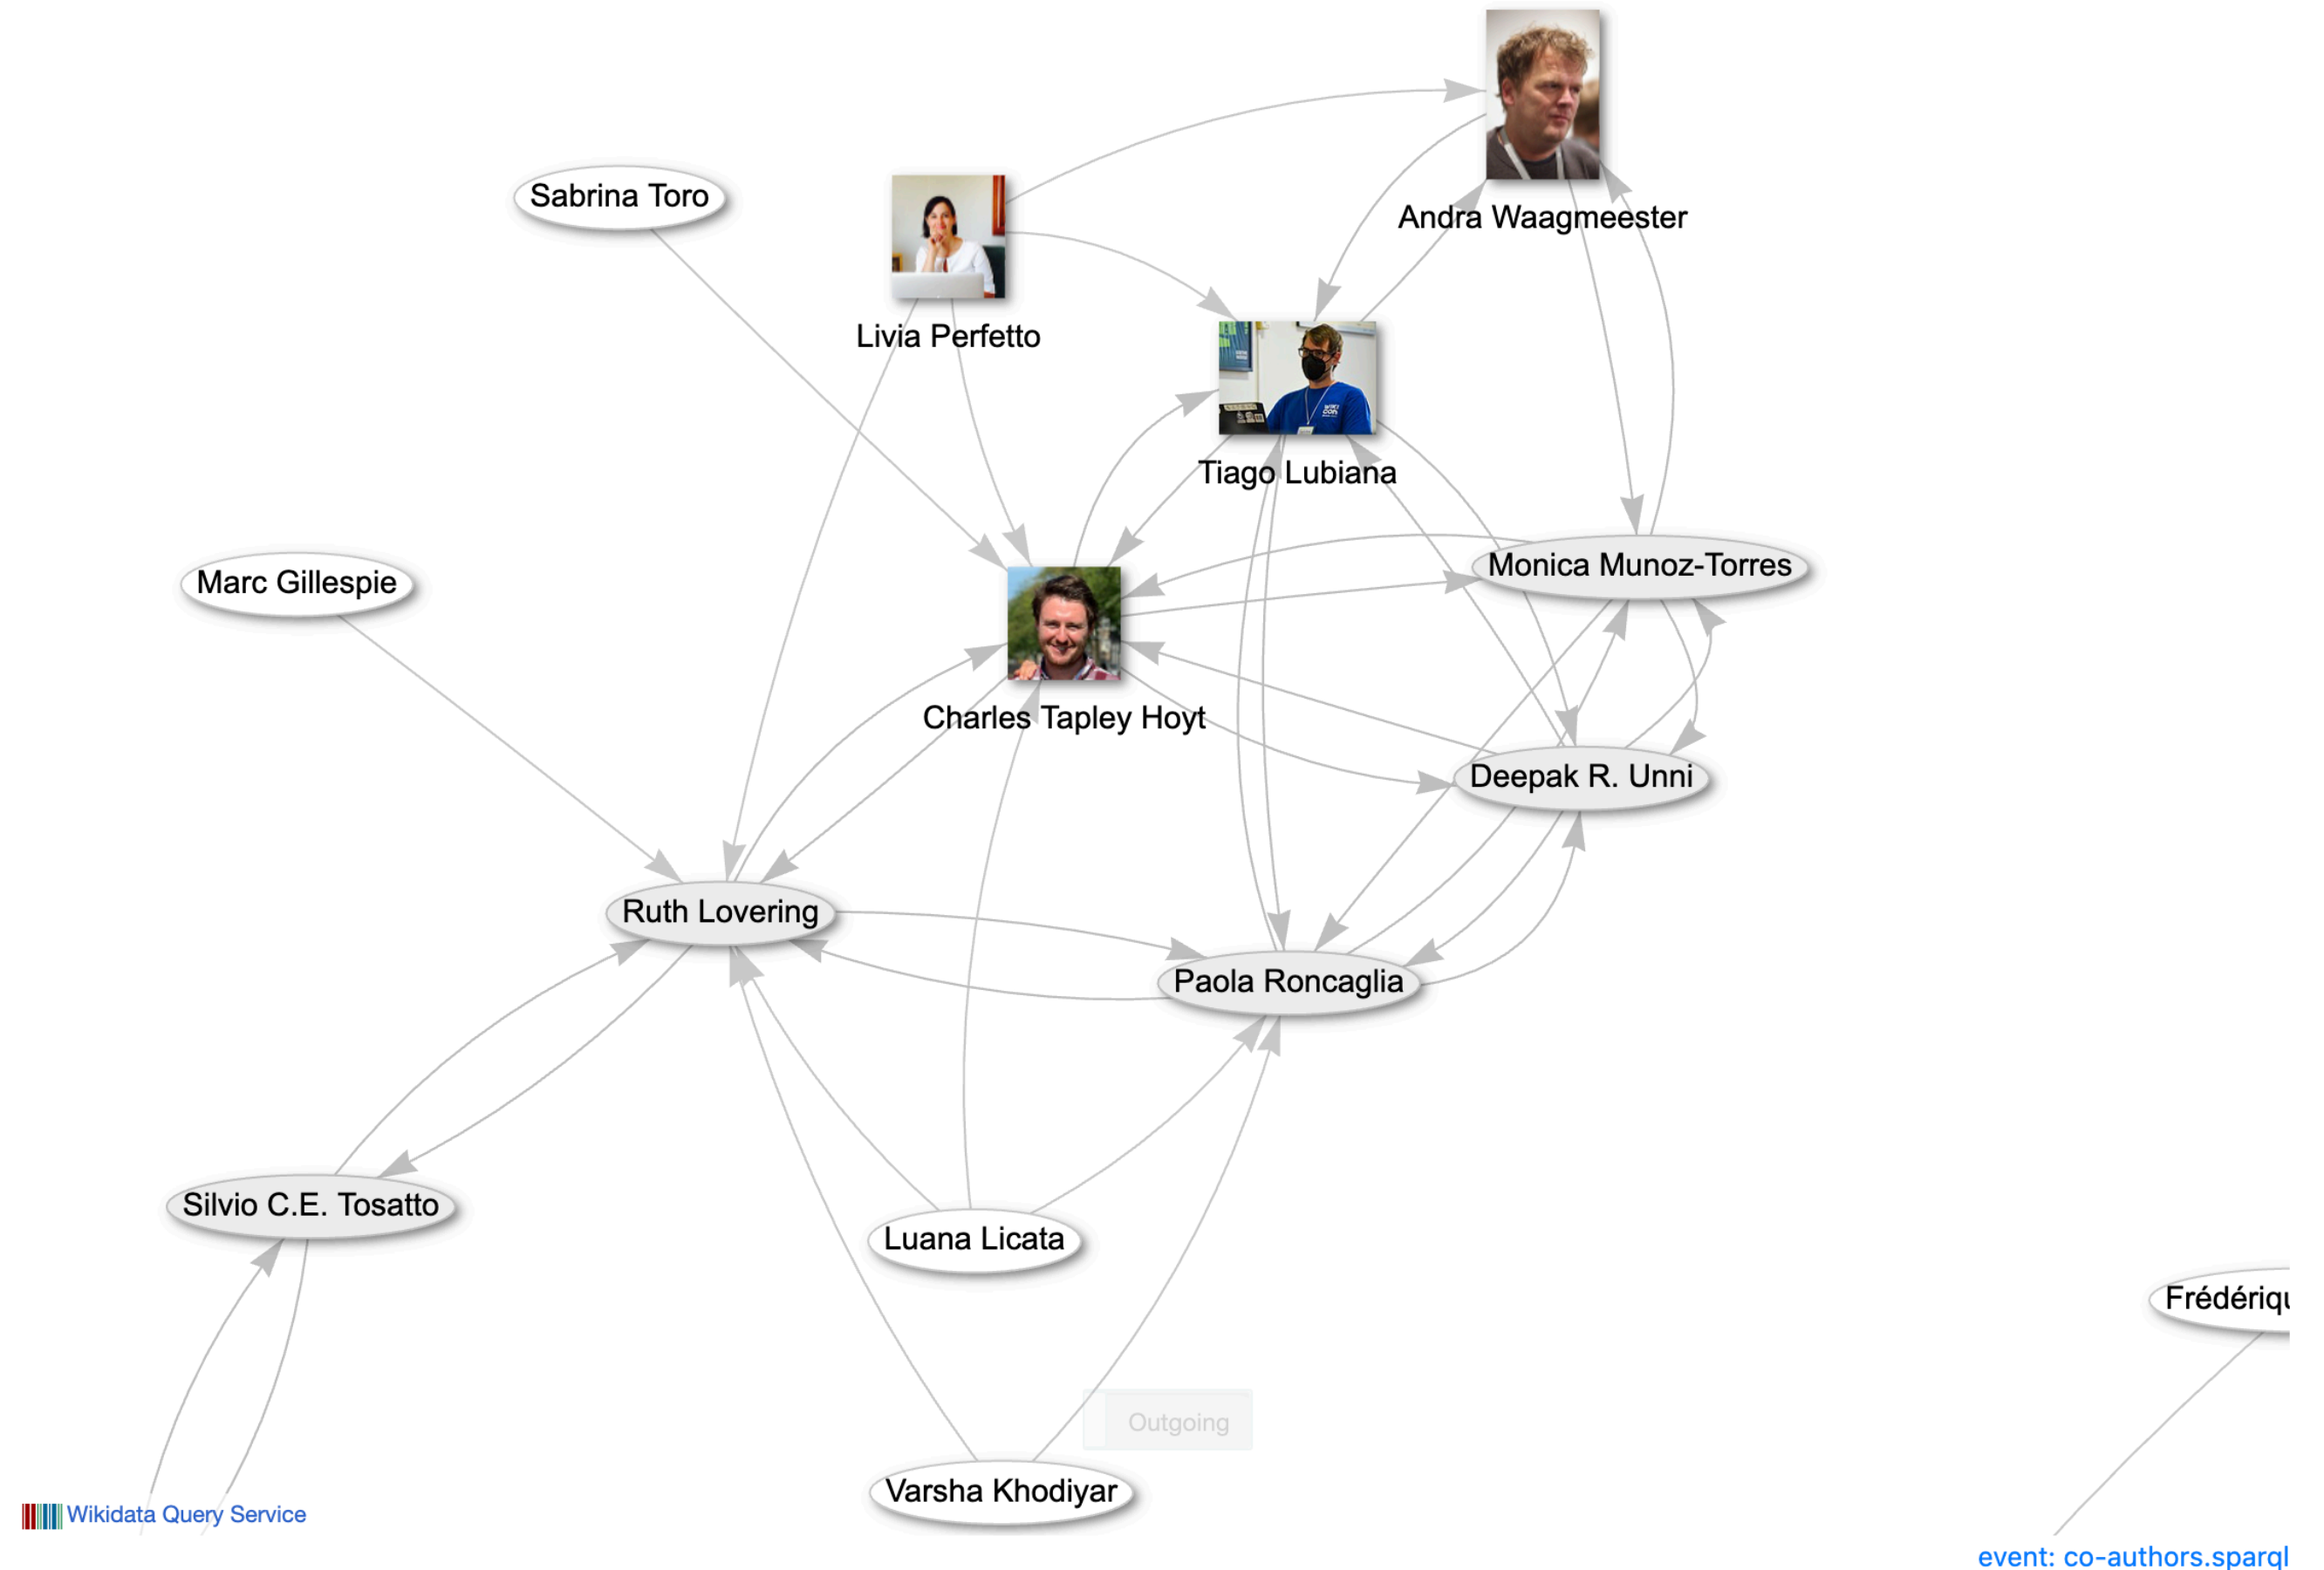 Sabrina Toro
Andra Waagmeester
Livia Perfetto
Tiago Lubiana
Marc Gillespie
Monica Munoz-Torres
Charles Tapley Hoyt
Deepak R. Unni
Ruth Lovering
Paola Roncaglia
Silvio C.E. Tosatto
Luana Licata
Frédériqu
Outgoing
Varsha Khodiyar
Wikidata Query Service
event: co-authors.sparql